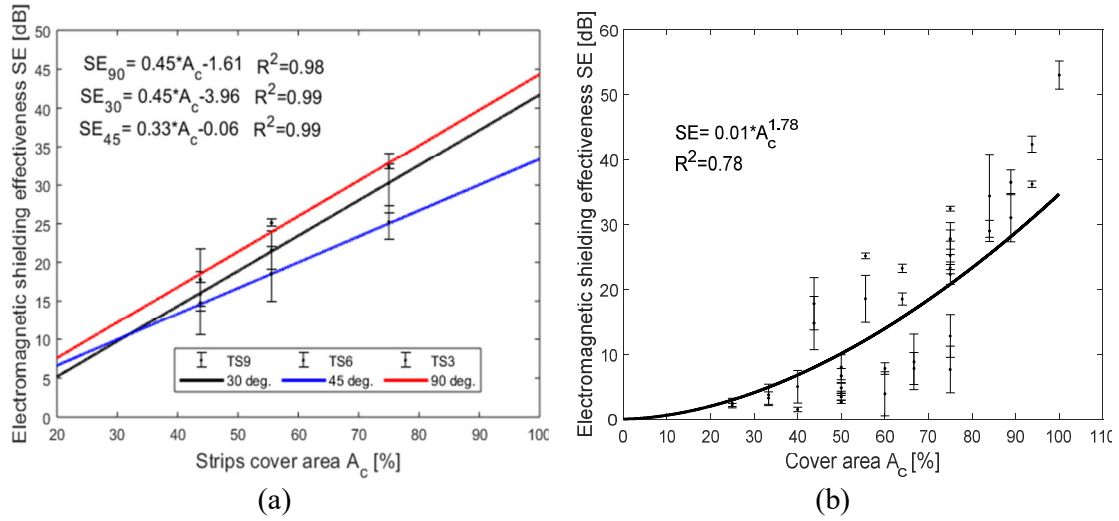 Electromagnetic shielding effectiveness SE [dB]
50
45
40
35
30
25
20
15
10
5
0
SE90 = 0.45*Ac-1.61 R2=0.98
SE30 = 0.45*Ac-3.96 R2=0.99
SE45 = 0.33*Ac-0.06 R2=0.99
TS9 TS6 TS3
30 deg. 45 deg. 90 deg.
20 30 40 50 60 70 80 90 100
Strips cover area Ac [%]
(a)
Electromagnetic shielding effectiveness SE [dB]
60
50
40
30
20
10
0
SE= 0.01*Ac1.78
R2=0.78
0 10 20 30 40 50 60 70 80 90 100 110
Cover area Ac [%]
(b)